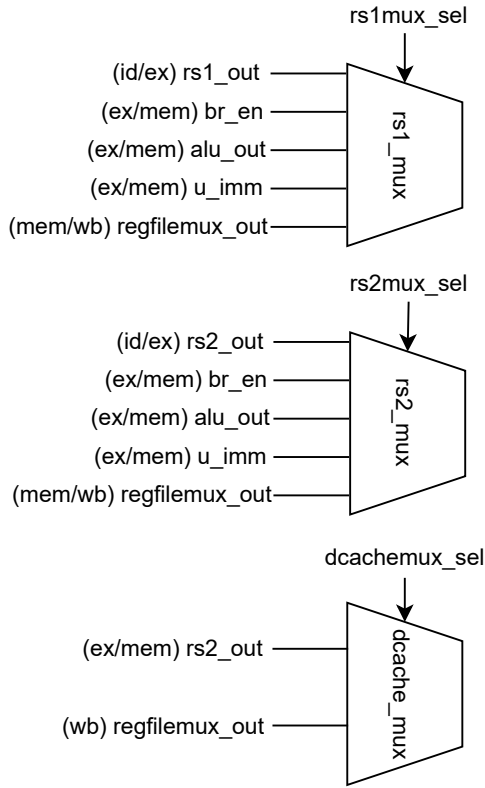 rs1mux_sel
(id/ex) rs1_out
(ex/mem) br_en
(ex/mem) alu_out
(ex/mem) u_imm
(mem/wb) regfilemux_out
rs1_mux
rs2mux_sel
(id/ex) rs2_out
(ex/mem) br_en
(ex/mem) alu_out
(ex/mem) u_imm
(mem/wb) regfilemux_out
rs2_mux
dcachemux_sel
(ex/mem) rs2_out
(wb) regfilemux_out
dcache_mux